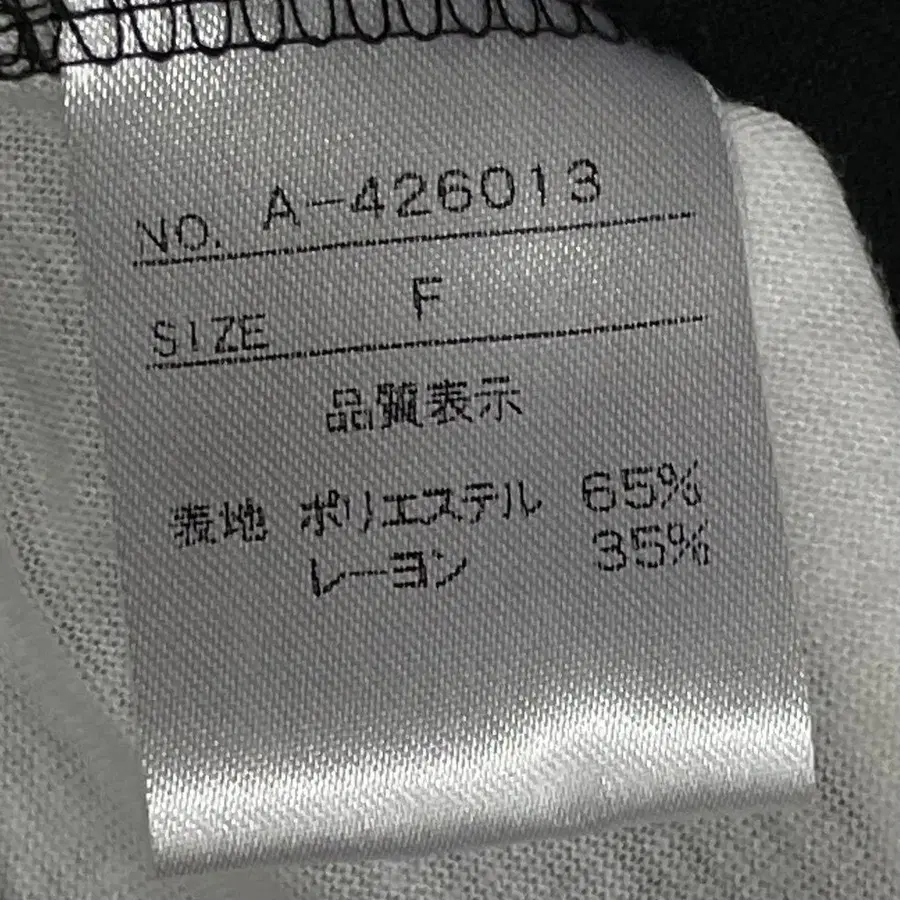 NO. A-426013
SIZE F
品質表示
表地 ポリエステル 65%
レーヨン 35%